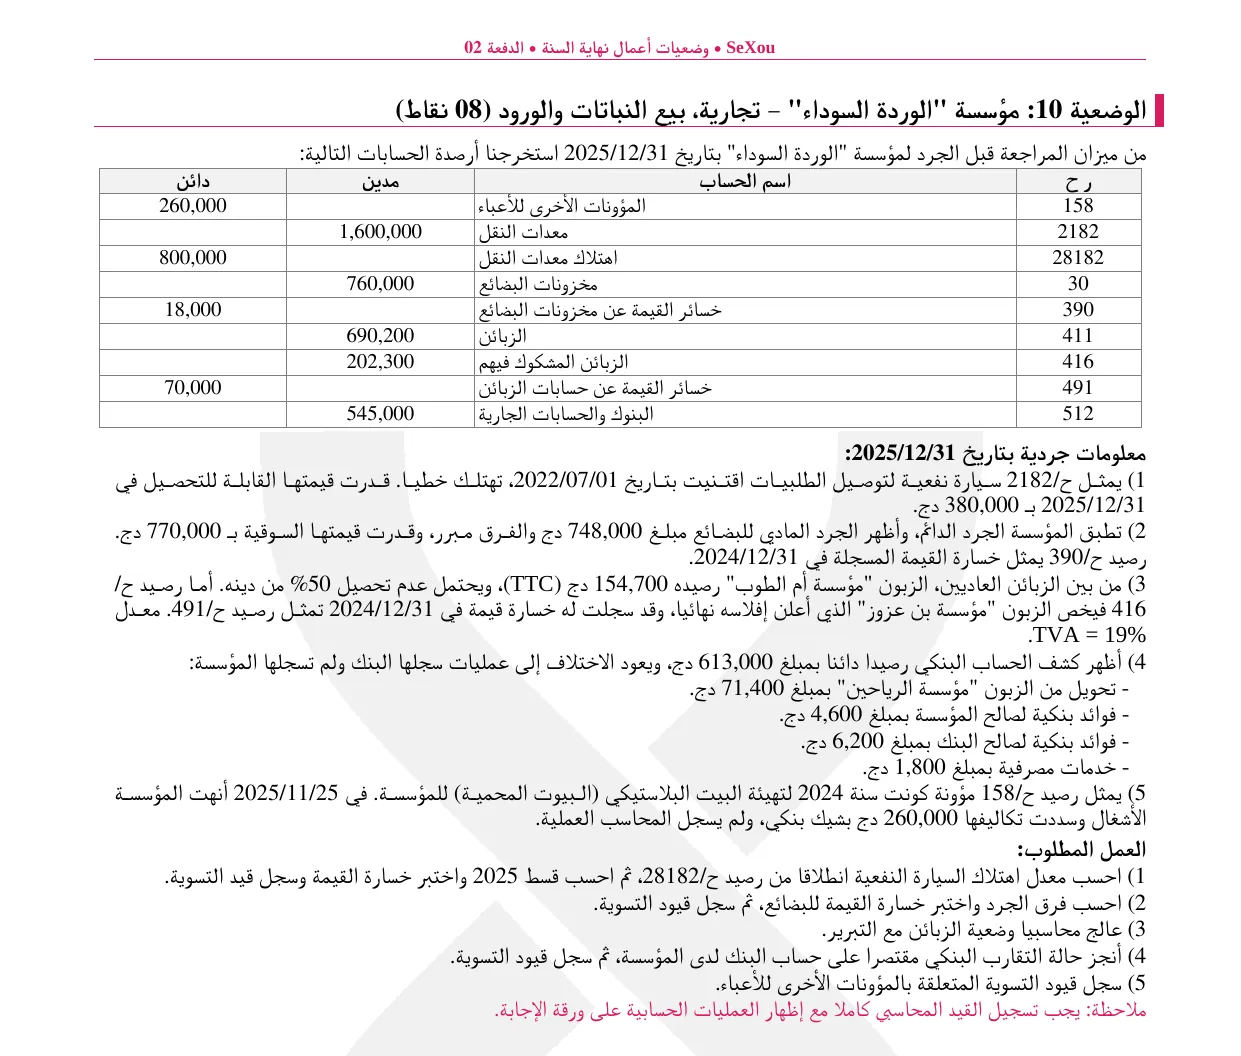 SeXou • وضعيات أعمال نهاية السنة • الدفعة 02
الوضعية 10: مؤسسة "الوردة السوداء" – تجارية، بيع النباتات والورود (08 نقاط)
من ميزان المراجعة قبل الجرد لمؤسسة "الوردة السوداء" بتاريخ 2025/12/31 استخرجنا أرصدة الحسابات التالية:
ر ح اسم الحساب مدين دائن
158 المؤونات الأخرى للأعباء 260,000
2182 معدات النقل 1,600,000
28182 اهتلاك معدات النقل 800,000
30 مخزونات البضائع 760,000
390 خسائر القيمة عن مخزونات البضائع 18,000
411 الزبائن 690,200
416 الزبائن المشكوك فيهم 202,300
491 خسائر القيمة عن حسابات الزبائن 70,000
512 البنوك والحسابات الجارية 545,000
معلومات جردية بتاريخ 2025/12/31:
1) يمثل ح/2182 سيارة نفعية لتوصيل الطلبيات اقتنيت بتاريخ 2022/07/01، تهتلك خطيا. قدرت قيمتها القابلة للتحصيل في
2025/12/31 بـ 380,000 دج.
2) تطبق المؤسسة الجرد الدائم، وأظهر الجرد المادي للبضائع مبلغ 748,000 دج والفرق مبرر، وقدرت قيمتها السوقية بـ 770,000 دج.
رصيد ح/390 يمثل خسارة القيمة المسجلة في 2024/12/31.
3) من بين الزبائن العاديين، الزبون "مؤسسة أم الطوب" رصيده 154,700 دج (TTC)، ويحتمل عدم تحصيل 50% من دينه. أما رصيد ح/
416 فيخص الزبون "مؤسسة بن عزوز" الذي أعلن إفلاسه نهائيا، وقد سجلت له خسارة قيمة في 2024/12/31 تمثل رصيد ح/491. معدل
TVA = 19%.
4) أظهر كشف الحساب البنكي رصيدا دائنا بمبلغ 613,000 دج، ويعود الاختلاف إلى عمليات سجلها البنك ولم تسجلها المؤسسة:
- تحويل من الزبون "مؤسسة الرياحين" بمبلغ 71,400 دج.
- فوائد بنكية لصالح المؤسسة بمبلغ 4,600 دج.
- فوائد بنكية لصالح البنك بمبلغ 6,200 دج.
- خدمات مصرفية بمبلغ 1,800 دج.
5) يمثل رصيد ح/158 مؤونة كونت سنة 2024 لتهيئة البيت البلاستيكي (البيوت المحمية) للمؤسسة. في 2025/11/25 أنهت المؤسسة
الأشغال وسددت تكاليفها 260,000 دج بشيك بنكي، ولم يسجل المحاسب العملية.
العمل المطلوب:
1) احسب معدل اهتلاك السيارة النفعية انطلاقا من رصيد ح/28182، ثم احسب قسط 2025 واختبر خسارة القيمة وسجل قيد التسوية.
2) احسب فرق الجرد واختبر خسارة القيمة للبضائع، ثم سجل قيود التسوية.
3) عالج محاسبيا وضعية الزبائن مع التبرير.
4) أنجز حالة التقارب البنكي مقتصرا على حساب البنك لدى المؤسسة، ثم سجل قيود التسوية.
5) سجل قيود التسوية المتعلقة بالمؤونات الأخرى للأعباء.
ملاحظة: يجب تسجيل القيد المحاسبي كاملا مع إظهار العمليات الحسابية على ورقة الإجابة.